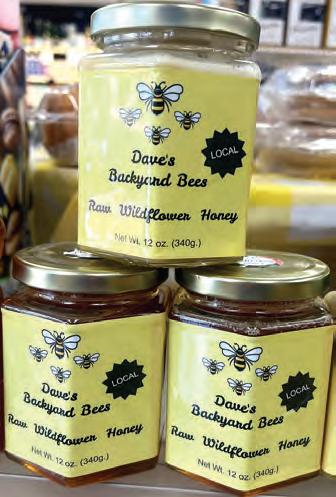 LOCAL
Dave's
Backyard Bees
Raw Wildflower Honey
Net Wt. 12 oz. (340g.)
LOCAL
Dave's
Backyard Bees
Raw Wildflower Honey
Net Wt. 12 oz. (340g.)
LOCAL
Dave's
Backyard Bees
Raw Wildflower Honey
Net Wt. 12 oz. (340g.)